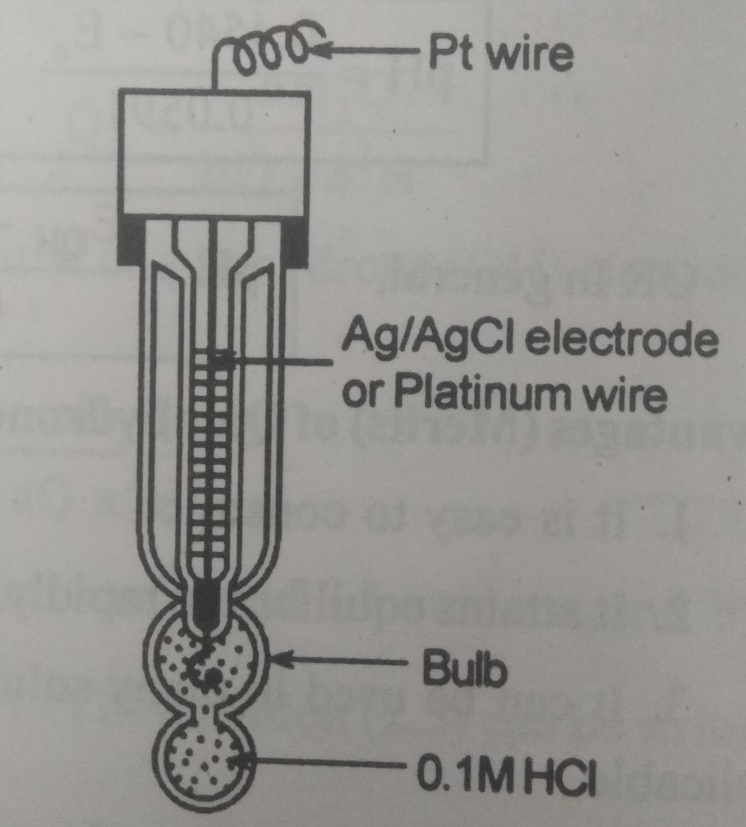 Pt wire
Ag/AgCl electrode
or Platinum wire
Bulb
0.1M HCl